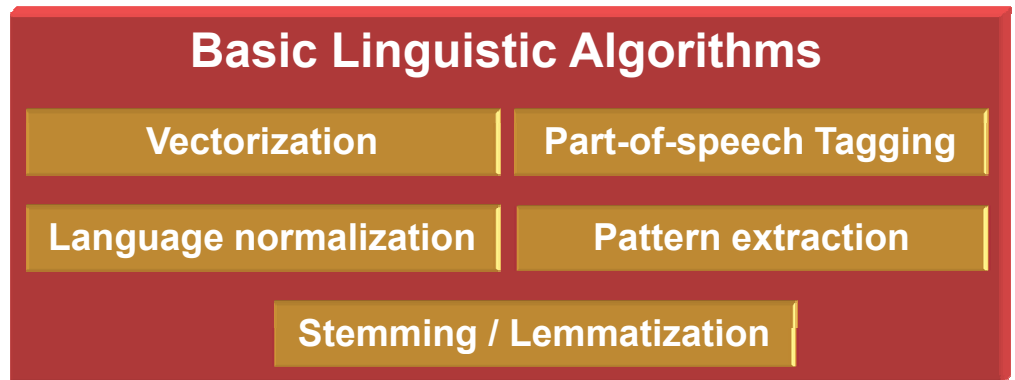 Basic Linguistic Algorithms
Vectorization
Part-of-speech Tagging
Language normalization
Pattern extraction
Stemming / Lemmatization